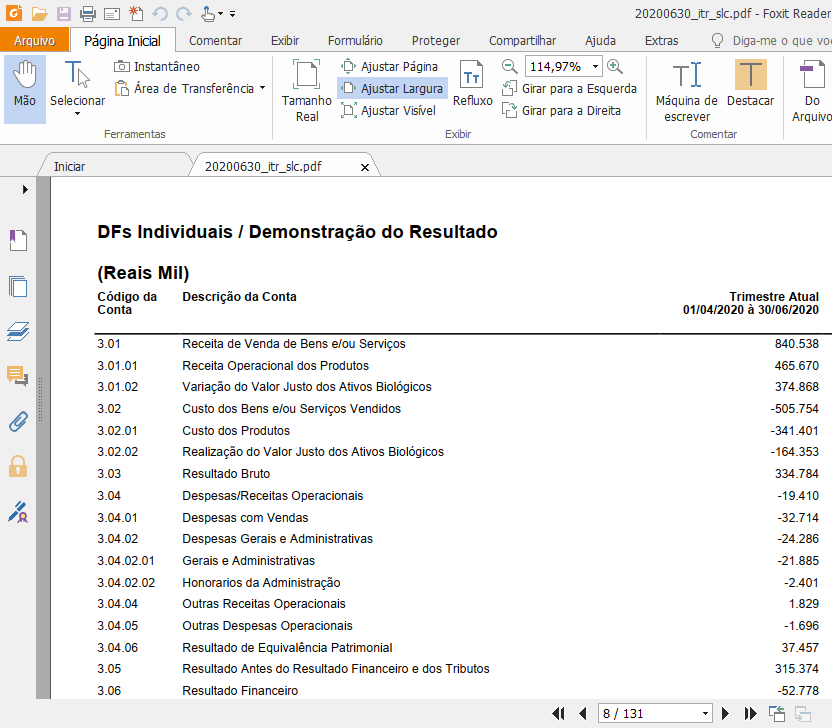 20200630_itr_slc.pdf - Foxit Reader
Arquivo Página Inicial Comentar Exibir Formulário Proteger Compartilhar Ajuda Extras Diga-me o que vo
Mão Selecionar Instantâneo Tamanho Real Ajustar Página Refluxo 114,97% Máquina de escrever Destacar Do Arquivo
Área de Transferência Ajustar Largura Girar para a Esquerda
Ajustar Visível Girar para a Direita
Ferramentas Exibir Comentar
Iniciar 20200630_itr_slc.pdf
DFs Individuais / Demonstração do Resultado
(Reais Mil)
Código da Conta Descrição da Conta Trimestre Atual 01/04/2020 à 30/06/2020
3.01 Receita de Venda de Bens e/ou Serviços 840.538
3.01.01 Receita Operacional dos Produtos 465.670
3.01.02 Variação do Valor Justo dos Ativos Biológicos 374.868
3.02 Custo dos Bens e/ou Serviços Vendidos -505.754
3.02.01 Custo dos Produtos -341.401
3.02.02 Realização do Valor Justo dos Ativos Biológicos -164.353
3.03 Resultado Bruto 334.784
3.04 Despesas/Receitas Operacionais -19.410
3.04.01 Despesas com Vendas -32.714
3.04.02 Despesas Gerais e Administrativas -24.286
3.04.02.01 Gerais e Administrativas -21.885
3.04.02.02 Honorarios da Administração -2.401
3.04.04 Outras Receitas Operacionais 1.829
3.04.05 Outras Despesas Operacionais -1.696
3.04.06 Resultado de Equivalência Patrimonial 37.457
3.05 Resultado Antes do Resultado Financeiro e dos Tributos 315.374
3.06 Resultado Financeiro -52.778
8 / 131